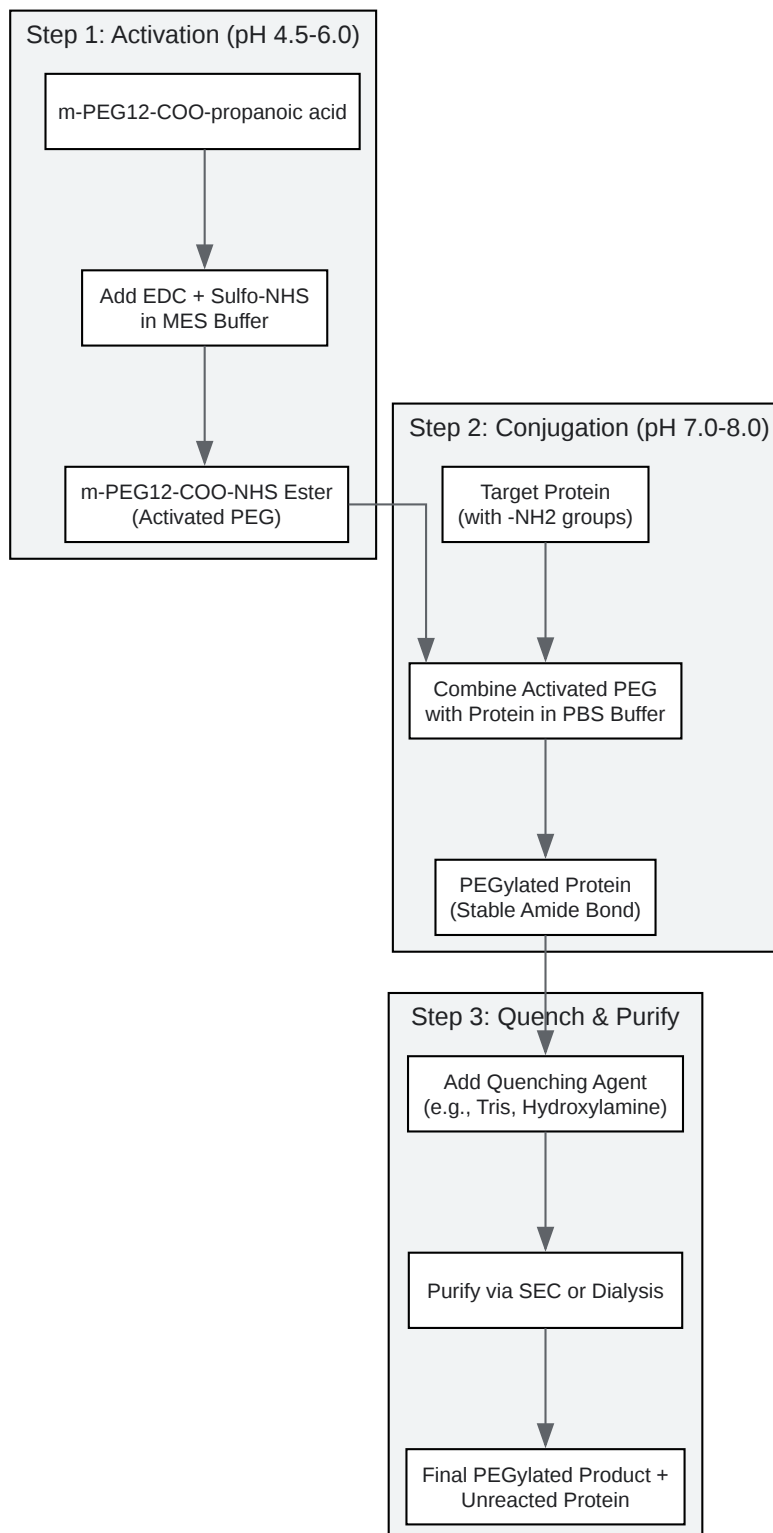 Step 1: Activation (pH 4.5-6.0)
m-PEG12-COO-propanoic acid
Add EDC + Sulfo-NHS
in MES Buffer
m-PEG12-COO-NHS Ester
(Activated PEG)
Step 2: Conjugation (pH 7.0-8.0)
Target Protein
(with -NH2 groups)
Combine Activated PEG
with Protein in PBS Buffer
PEGylated Protein
(Stable Amide Bond)
Step 3: Quench & Purify
Add Quenching Agent
(e.g., Tris, Hydroxylamine)
Purify via SEC or Dialysis
Final PEGylated Product +
Unreacted Protein